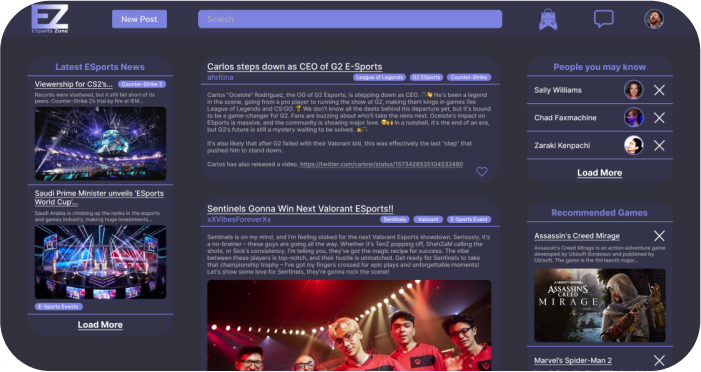 EZ
ESports Zone
New Post
Search
Latest ESports News
Viewership for CS2's...
Counter-Strike 2
Records were shattered, but it still fell short of its
peers. Counter-Strike 2's trial by fire at IEM...
Saudi Prime Minister unveils 'ESports
World Cup'...
Saudi Arabia is climbing up the ranks in the esports
and games industry, making huge investments...
E-Sports Events
Load More
Carlos steps down as CEO of G2 E-Sports
ahritina
League of Legends
G2 ESports
Counter-Strike
Carlos "Ocelote" Rodriguez, the OG of G2 Esports, is stepping down as CEO. He's been a legend
in the scene, going from a pro player to running the show at G2, making them kings in games like
League of Legends and CS:GO. We don't know all the deets behind his departure yet, but it's bound
to be a game-changer for G2. Fans are buzzing about who'll take the reins next. Ocelote's impact on
ESports is massive, and the community is showing major love. In a nutshell, it's the end of an era,
but G2's future is still a mystery waiting to be solved.
It's also likely that after G2 failed with their Valorant bid, this was effectively the last "step" that
pushed him to stand down.
Carlos has also released a video, https://twitter.com/carlosr/status/1573426535104532480
Sentinels Gonna Win Next Valorant ESports!!
xXVibesForeverXx
Sentinels
Valorant
E-Sports Event
Sentinels is on my mind, and I'm feeling stoked for the next Valorant Esports showdown. Seriously, it's
a no-brainer – these guys are going all the way. Whether it's TenZ popping off, ShahZaM calling the
shots, or Sick's consistency, I'm telling you, they've got the magic recipe for success. The vibe
between these players is top-notch, and their hustle is unmatched. Get ready for Sentinels to take
that championship trophy – I've got my fingers crossed for epic plays and unforgettable moments!
Let's show some love for Sentinels, they're gonna rock the scene!
People you may know
Sally Williams
Chad Faxmachine
Zaraki Kenpachi
Load More
Recommended Games
Assassin's Creed Mirage
Assassin's Creed Mirage is an action-adventure game
developed by Ubisoft Bordeaux and published by
Ubisoft. The game is the thirteenth major...
ASSASSIN'S
CREED
MIRAGE
Marvel's Spider-Man 2